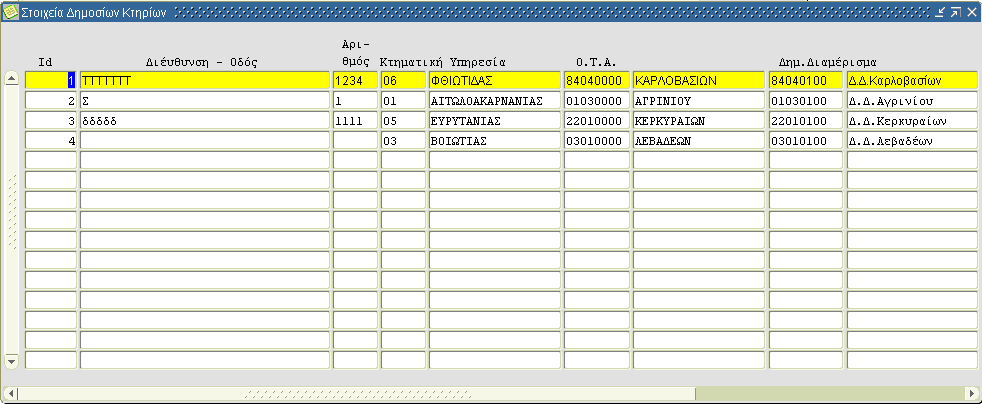 Στοιχεία Δημοσίων Κτηρίων
Id Διέυθυνση - Οδός Αρι-θμός Κτηματική Υπηρεσία Ο.Τ.Α. Δημ.Διαμέρισμα
1 TTTTTTT 1234 06 ΦΘΙΩΤΙΔΑΣ 84040000 ΚΑΡΛΟΒΑΣΙΩΝ 84040100 Δ.Δ.Καρλοβασίων
2 Σ 1 01 ΑΙΤΩΛΟΑΚΑΡΝΑΝΙΑΣ 01030000 ΑΓΡΙΝΙΟΥ 01030100 Δ.Δ.Αγρινίου
3 δδδδδ 1111 05 ΕΥΡΥΤΑΝΙΑΣ 22010000 ΚΕΡΚΥΡΑΙΩΝ 22010100 Δ.Δ.Κερκυραίων
4 03 ΒΟΙΩΤΙΑΣ 03010000 ΛΕΒΑΔΕΩΝ 03010100 Δ.Δ.Λεβαδέων